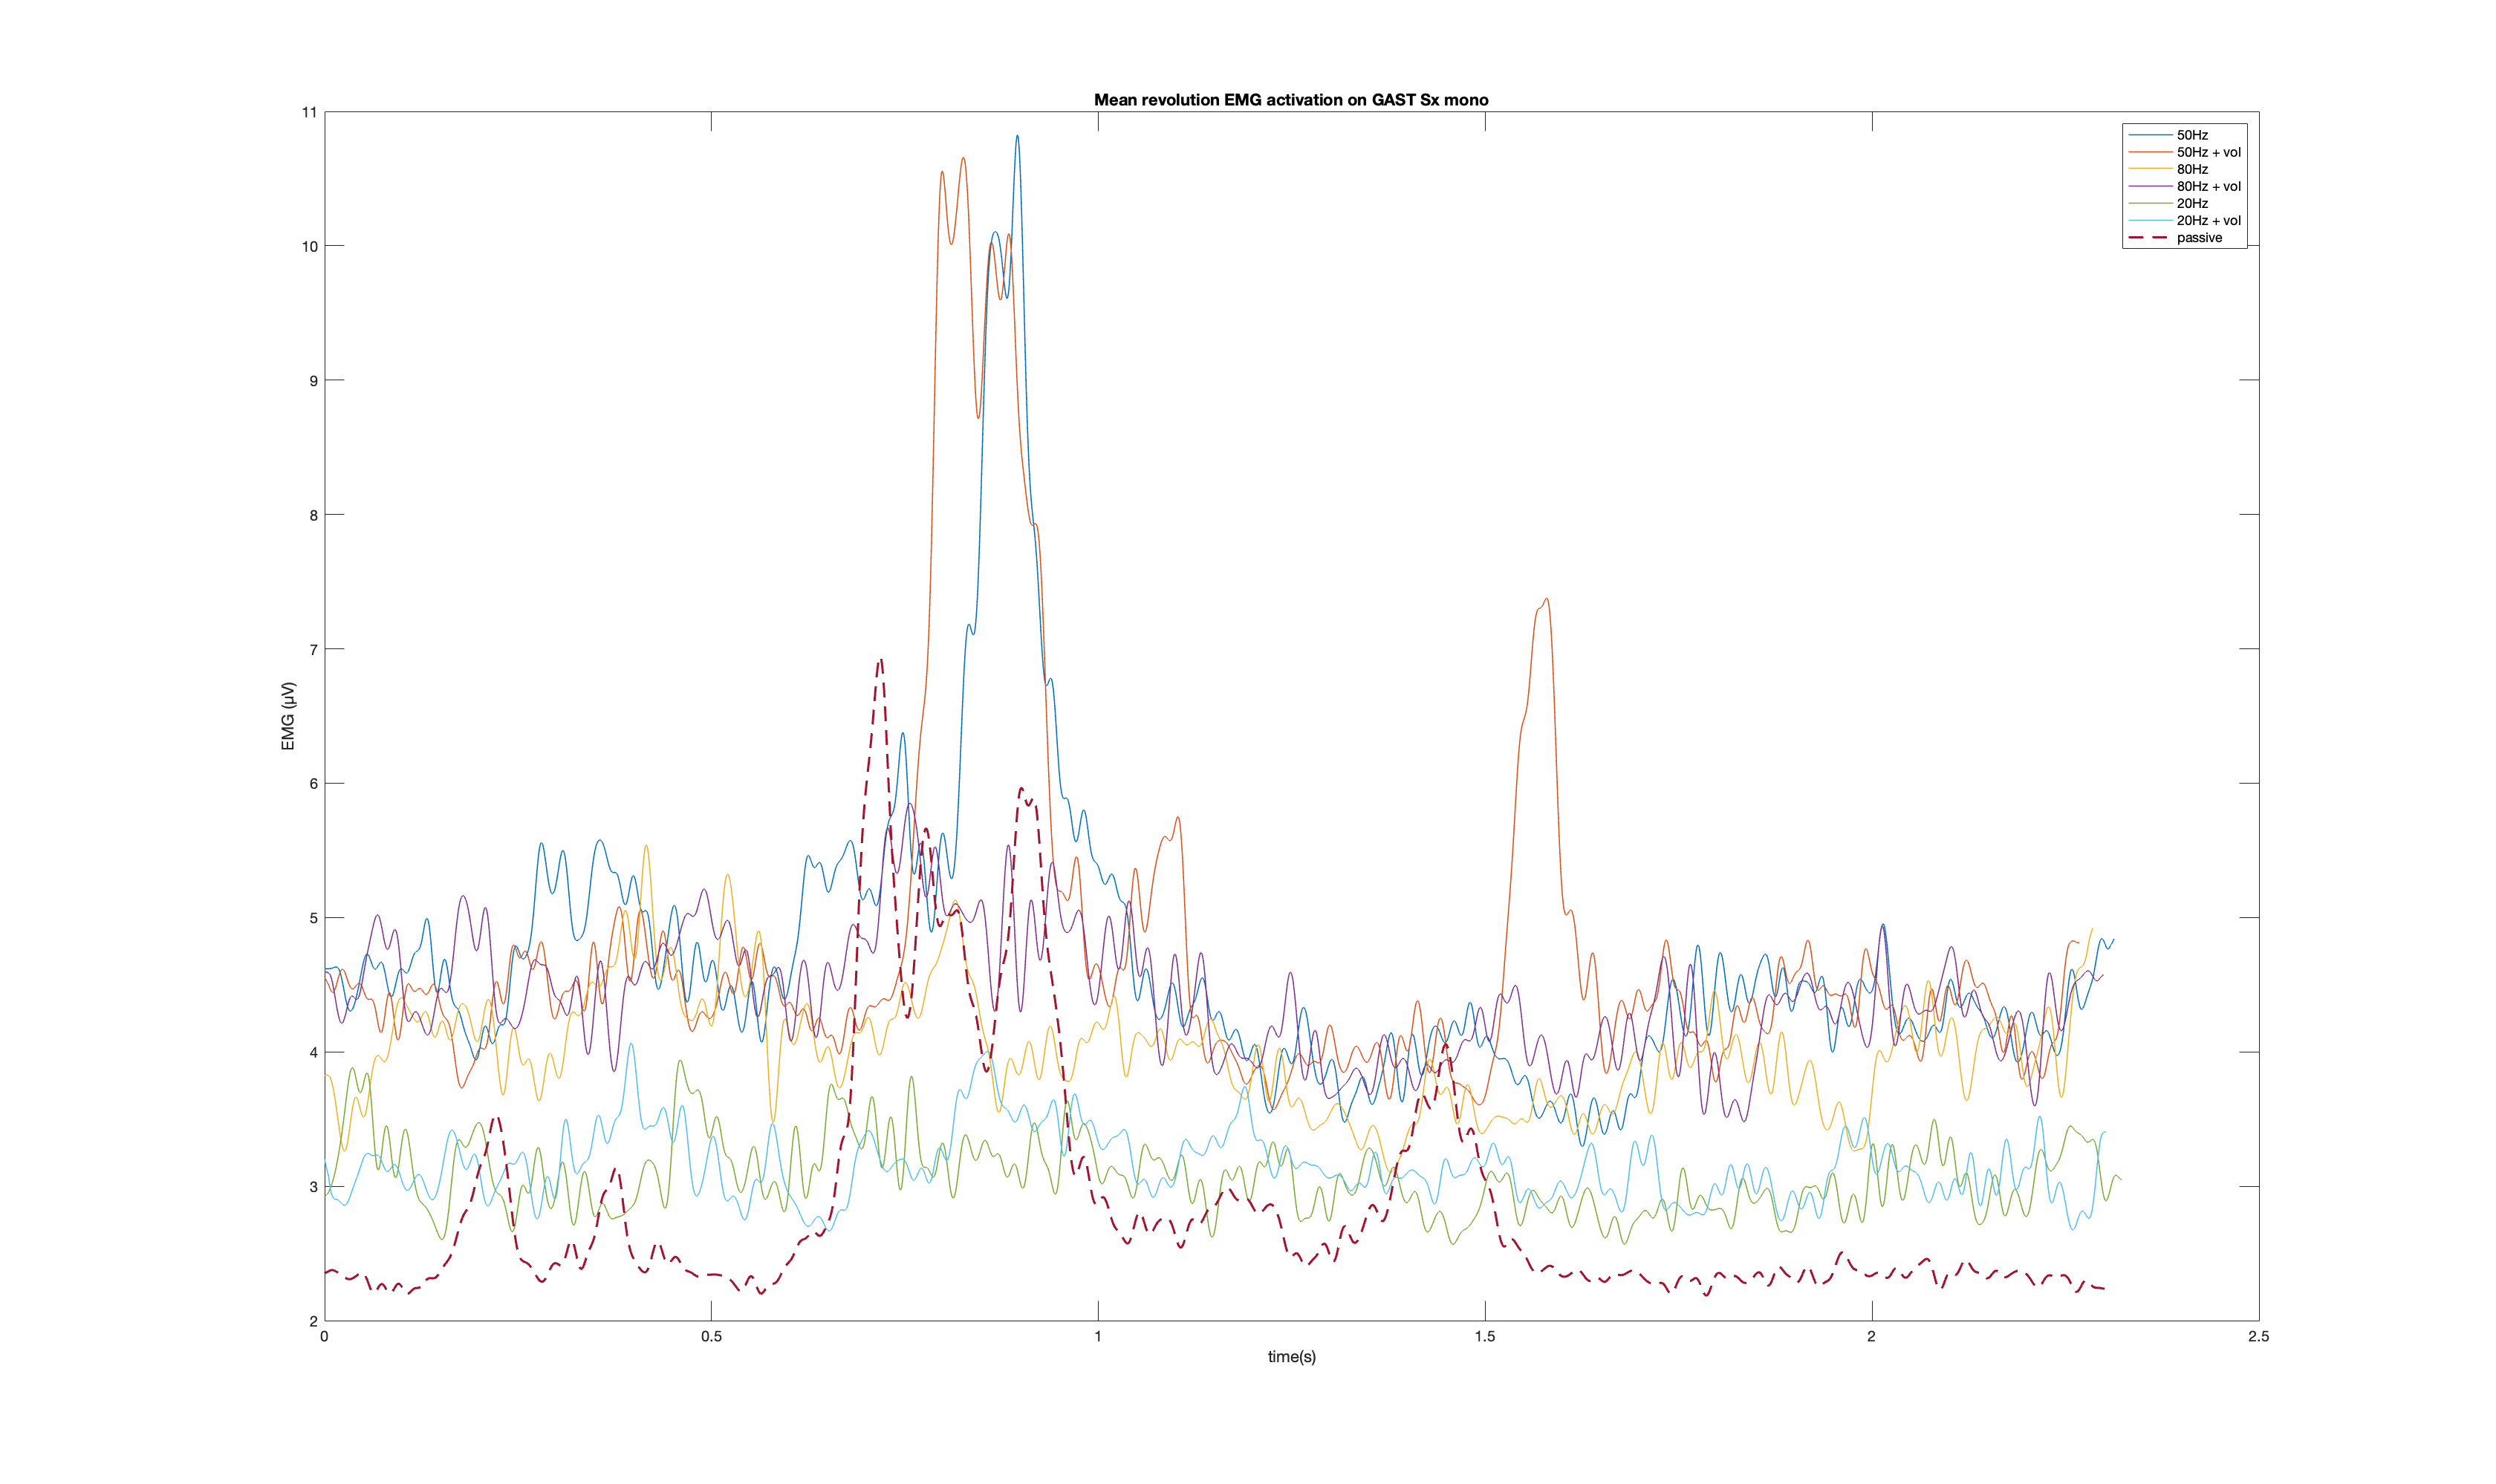 Mean revolution EMG activation on GAST Sx mono
11
10
9
8
7
6
5
4
3
2
EMG (µV)
50Hz
50Hz + vol
80Hz
80Hz + vol
20Hz
20Hz + vol
passive
0
0.5
1
1.5
2
2.5
time(s)